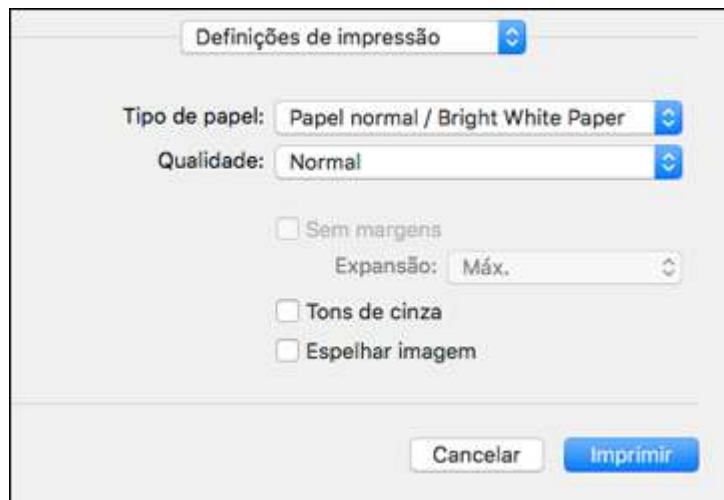 Definições de impressão
Tipo de papel: Papel normal / Bright White Paper
Qualidade: Normal
Sem margens
Expansão: Máx.
Tons de cinza
Espelhar imagem
Cancelar Imprimir